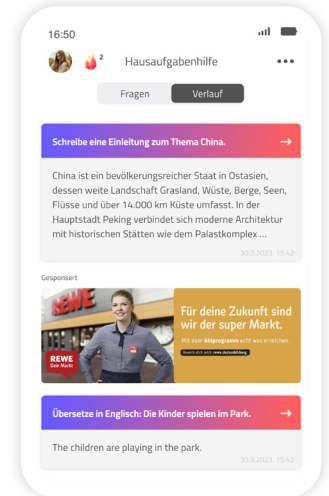 16:50
2
Hausaufgabenhilfe
Fragen
Verlauf
Schreibe eine Einleitung zum Thema China.
China ist ein bevölkerungsreicher Staat in Ostasien,
dessen weite Landschaft Grasland, Wüste, Berge, Seen,
Flüsse und über 14.000 km Küste umfasst. In der
Hauptstadt Peking verbindet sich moderne Architektur
mit historischen Stätten wie dem Palastkomplex ...
30.3.2023, 15:42
Gesponsert
REWE
Für deine Zukunft sind
wir der super Markt.
Mit dem Abiprogramm echt was erreichen.
REWE
Dein Markt
Übersetze in Englisch: Die Kinder spielen im Park.
The children are playing in the park.
30.3.2023, 15:42